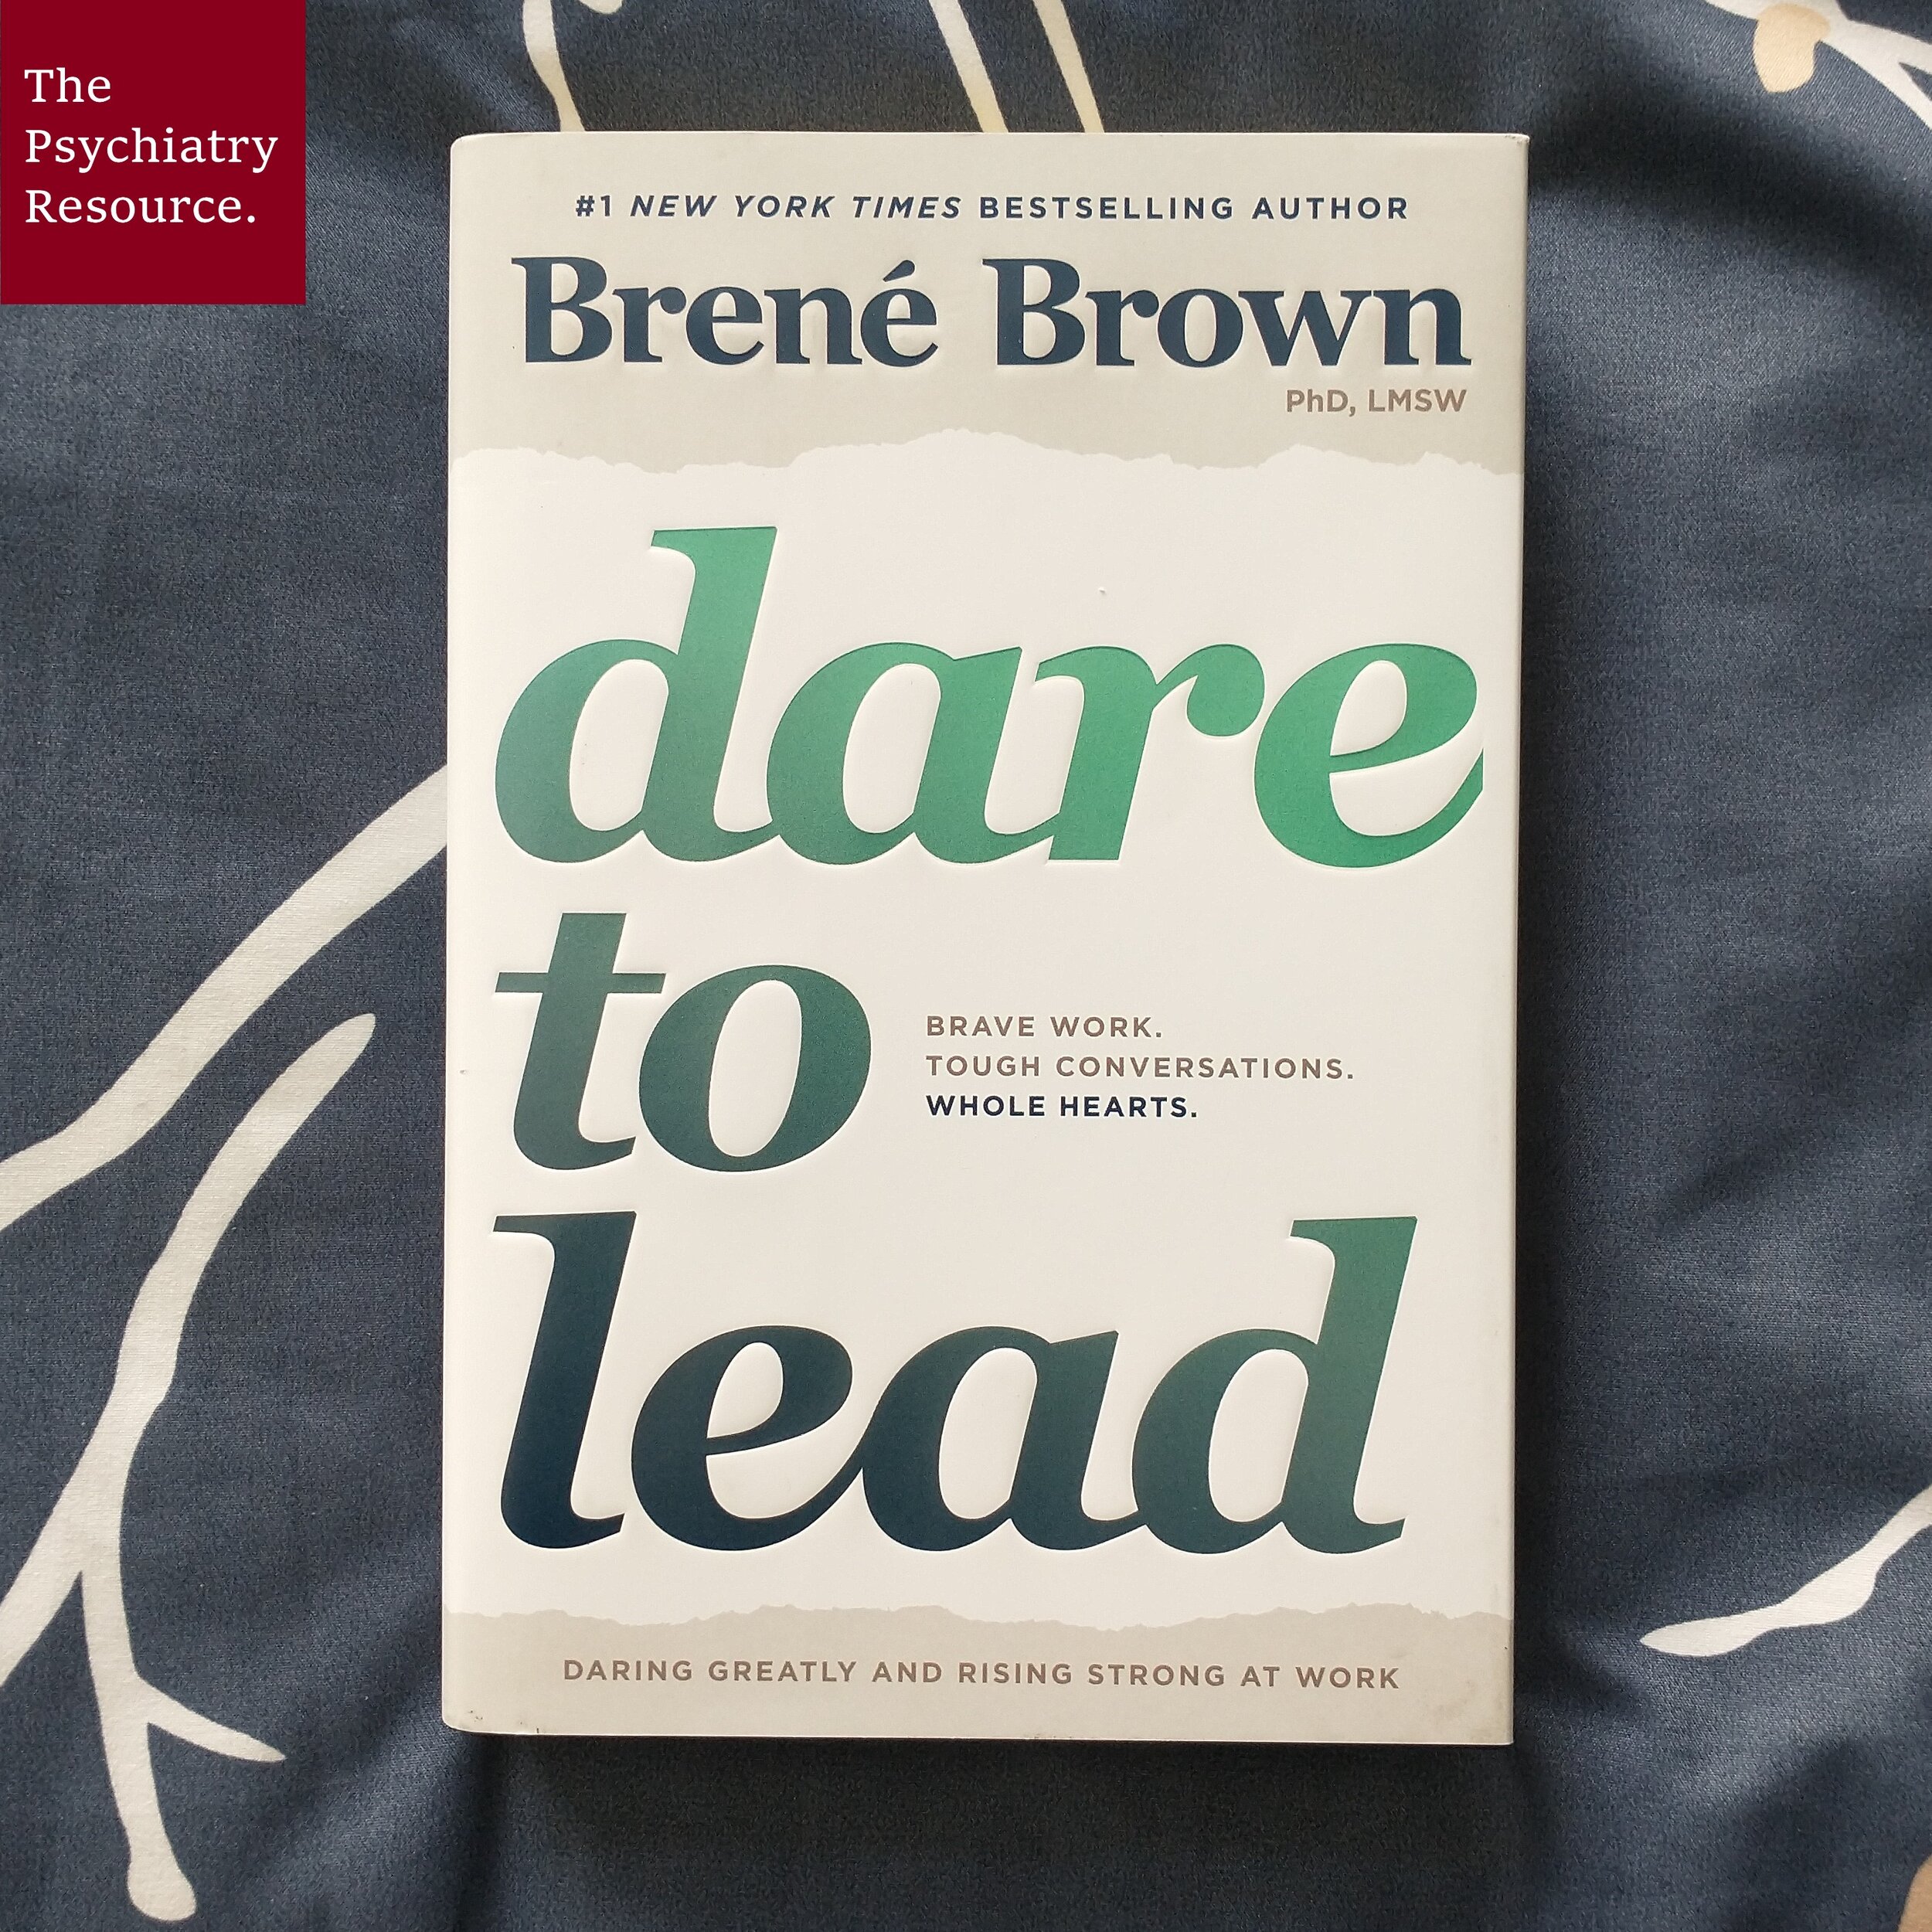 The
Psychiatry
Resource.
#1 NEW YORK TIMES BESTSELLING AUTHOR
Brené Brown
PhD, LMSW
dare
to
BRAVE WORK.
TOUGH CONVERSATIONS.
WHOLE HEARTS.
lead
DARING GREATLY AND RISING STRONG AT WORK